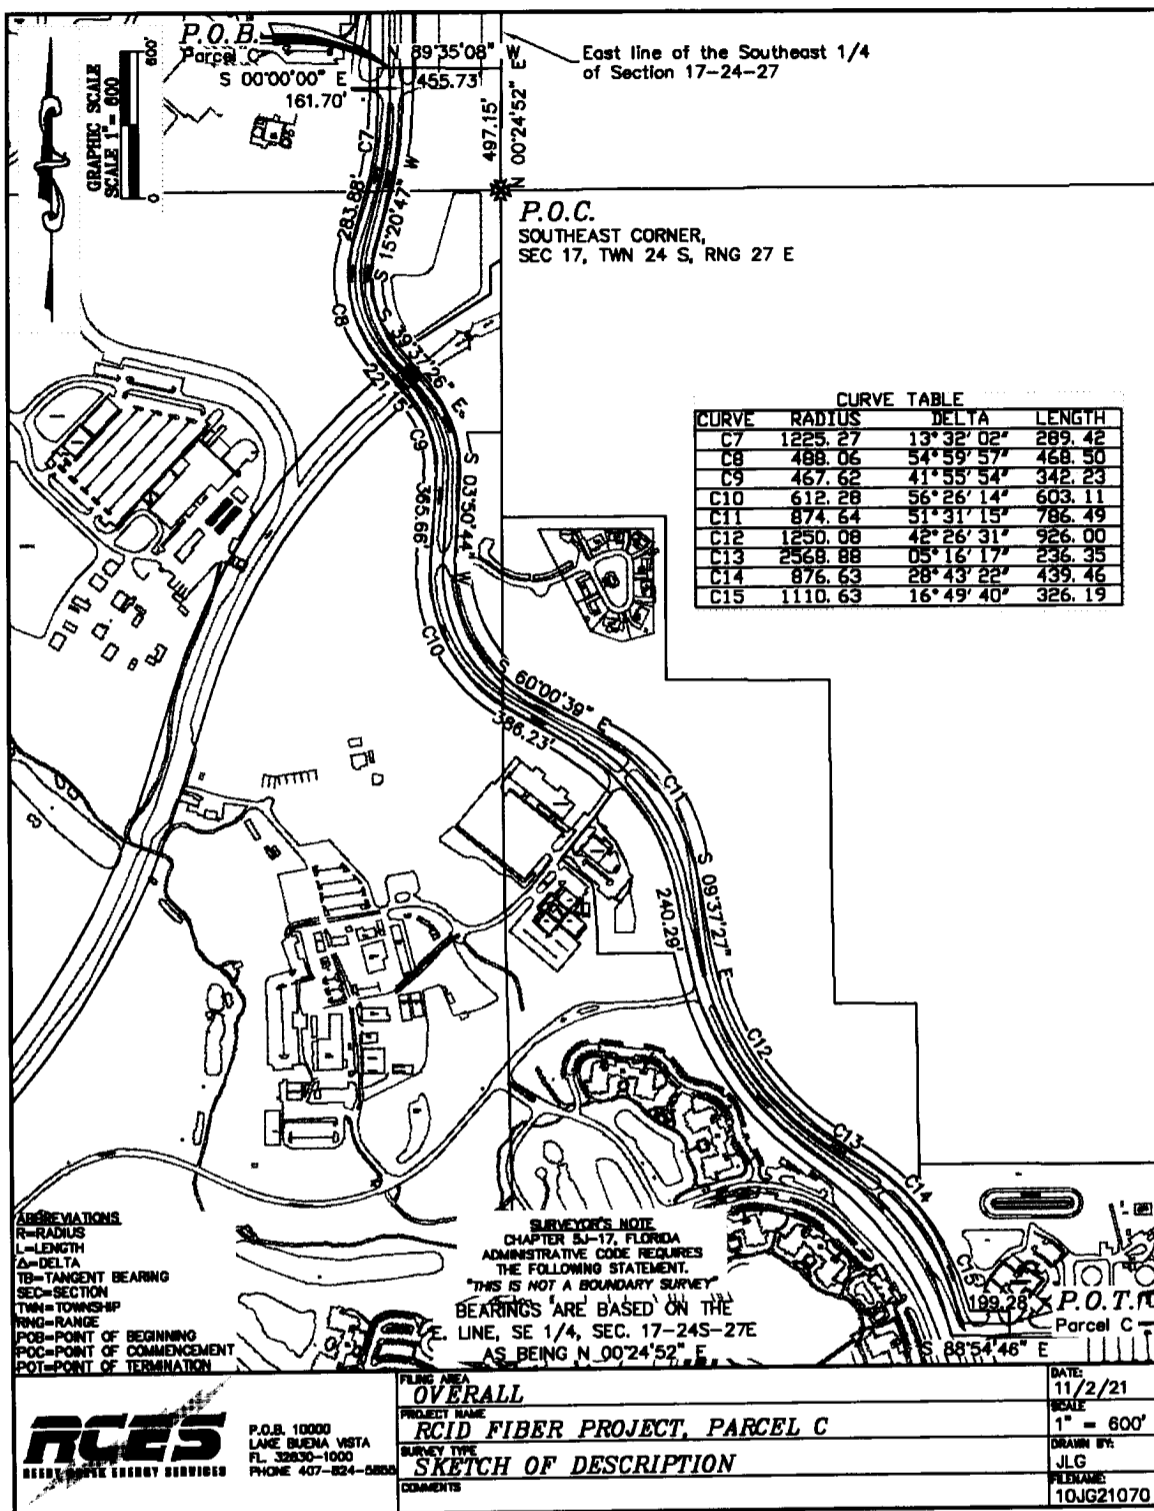 P.O.B.
Parcel C
N 89°35'08" W
455.73'
S 00°00'00" E
161.70'
East line of the Southeast 1/4
of Section 17-24-27
497.15'
N 00°24'52" E
GRAPHIC SCALE
SCALE 1" = 600
600'
0
P.O.C.
SOUTHEAST CORNER,
SEC 17, TWN 24 S, RNG 27 E
C7
283.88'
S 15°20'47" W
C8
S 39°37'26" E
221.15'
C9
365.66'
S 03°50'44" W
C10
S 60°00'39" E
386.23'
C11
S 09°37'27" E
240.29'
C12
C13
C14
C15
199.28
P.O.T.
Parcel C
S 88°54'46" E
CURVE TABLE
CURVE RADIUS DELTA LENGTH
C7 1225.27 13°32'02" 289.42
C8 488.06 54°59'57" 468.50
C9 467.62 41°55'54" 342.23
C10 612.28 56°26'14" 603.11
C11 874.64 51°31'15" 786.49
C12 1250.08 42°26'31" 926.00
C13 2568.88 05°16'17" 236.35
C14 876.63 28°43'22" 439.46
C15 1110.63 16°49'40" 326.19
ABBREVIATIONS
R=RADIUS
L=LENGTH
Δ=DELTA
TB=TANGENT BEARING
SEC=SECTION
TWN=TOWNSHIP
RNG=RANGE
POB=POINT OF BEGINNING
POC=POINT OF COMMENCEMENT
POT=POINT OF TERMINATION
SURVEYOR'S NOTE
CHAPTER 5J-17, FLORIDA
ADMINISTRATIVE CODE REQUIRES
THE FOLLOWING STATEMENT.
"THIS IS NOT A BOUNDARY SURVEY"
BEARINGS ARE BASED ON THE
E. LINE, SE 1/4, SEC. 17-24S-27E
AS BEING N 00°24'52" E
RCES
REEDY CREEK ENERGY SERVICES
P.O.B. 10000
LAKE BUENA VISTA
FL. 32830-1000
PHONE 407-824-5855
FILING AREA
OVERALL
PROJECT NAME
RCID FIBER PROJECT, PARCEL C
SURVEY TYPE
SKETCH OF DESCRIPTION
COMMENTS
DATE:
11/2/21
SCALE
1" = 600'
DRAWN BY:
JLG
FILENAME:
10JG21070